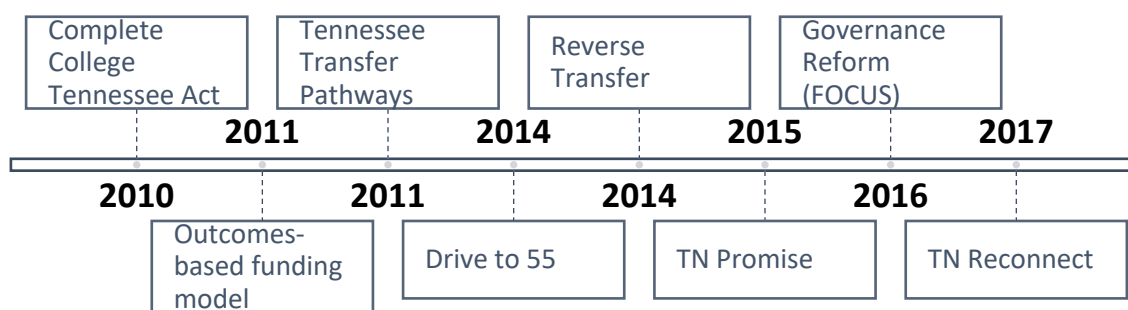 Complete
College
Tennessee Act
Tennessee
Transfer
Pathways
Reverse
Transfer
Governance
Reform
(FOCUS)
2011
2014
2015
2017
2010
2011
2014
2016
Outcomes-
based funding
model
Drive to 55
TN Promise
TN Reconnect